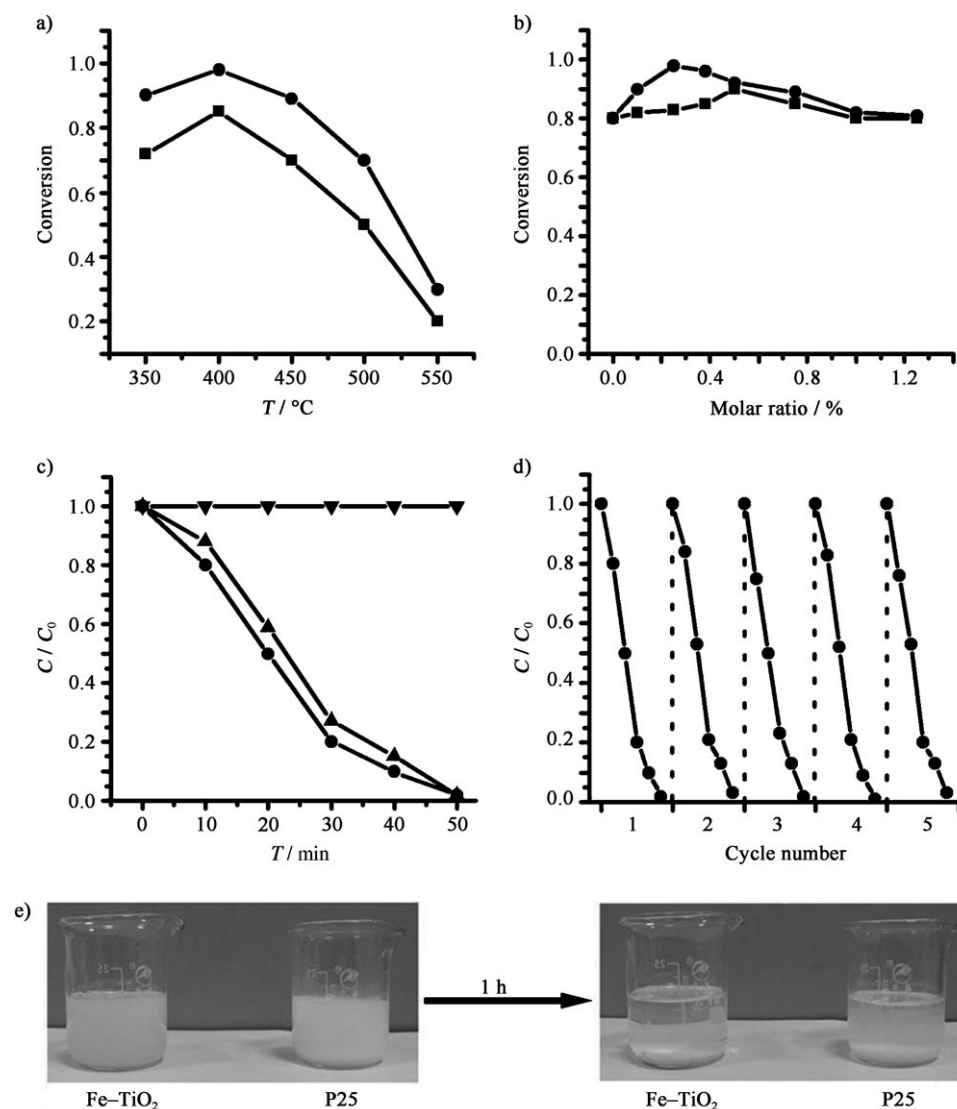 a)
Conversion
1.0
0.8
0.6
0.4
0.2
350 400 450 500 550
T / °C
b)
Conversion
1.0
0.8
0.6
0.4
0.2
0.0
0.0 0.4 0.8 1.2
Molar ratio / %
c)
C / C₀
1.0
0.8
0.6
0.4
0.2
0.0
0 10 20 30 40 50
T / min
d)
C / C₀
1.0
0.8
0.6
0.4
0.2
0.0
1 2 3 4 5
Cycle number
e)
25
25
1 h
25
25
Fe–TiO₂ P25 Fe–TiO₂ P25